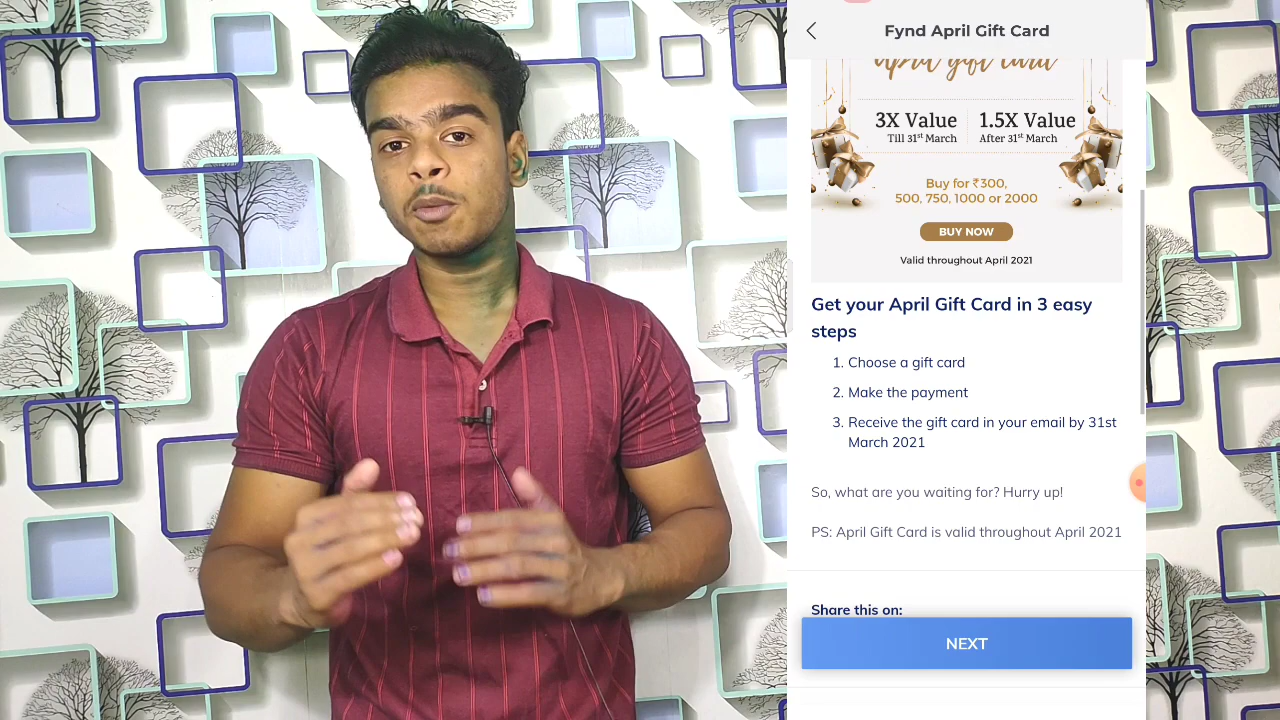 Fynd April Gift Card
april gift card
3X Value
Till 31st March
1.5X Value
After 31st March
Buy for ₹300,
500, 750, 1000 or 2000
BUY NOW
Valid throughout April 2021
Get your April Gift Card in 3 easy
steps
1. Choose a gift card
2. Make the payment
3. Receive the gift card in your email by 31st
March 2021
So, what are you waiting for? Hurry up!
PS: April Gift Card is valid throughout April 2021
Share this on:
NEXT